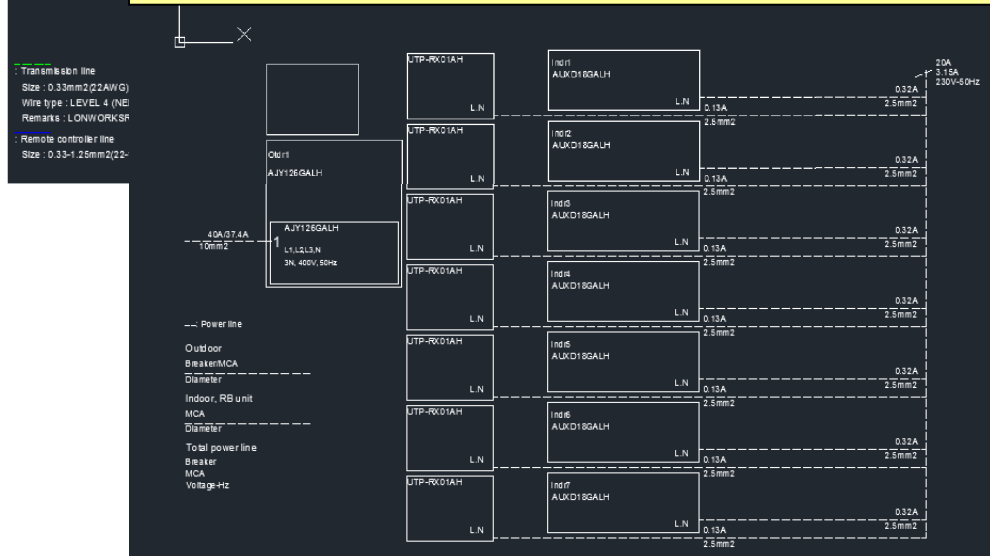 : Transmission line
Size : 0.33mm2(22AWG)
Wire type : LEVEL 4 (NE
Remarks : LONWORKS
: Remote controller line
Size : 0.33-1.25mm2(22-
Otdr1
AJY126GALH
AJY126GALH
1
L1,L2,L3,N
3N, 400V, 50Hz
40A/37.4A
10mm2
---: Power line
Outdoor
Breaker/MCA
Diameter
Indoor, RB unit
MCA
Diameter
Total power line
Breaker
MCA
Voltage-Hz
UTP-RX01AH
L.N
Indr1
AUXD18GALH
L.N
0.13A
2.5mm2
0.32A
2.5mm2
20A
3.15A
230V-50Hz
UTP-RX01AH
L.N
Indr2
AUXD18GALH
L.N
0.13A
2.5mm2
0.32A
2.5mm2
UTP-RX01AH
L.N
Indr3
AUXD18GALH
L.N
0.13A
2.5mm2
0.32A
2.5mm2
UTP-RX01AH
L.N
Indr4
AUXD18GALH
L.N
0.13A
2.5mm2
0.32A
2.5mm2
UTP-RX01AH
L.N
Indr5
AUXD18GALH
L.N
0.13A
2.5mm2
0.32A
2.5mm2
UTP-RX01AH
L.N
Indr6
AUXD18GALH
L.N
0.13A
2.5mm2
0.32A
2.5mm2
UTP-RX01AH
L.N
Indr7
AUXD18GALH
L.N
0.13A
2.5mm2
0.32A
2.5mm2